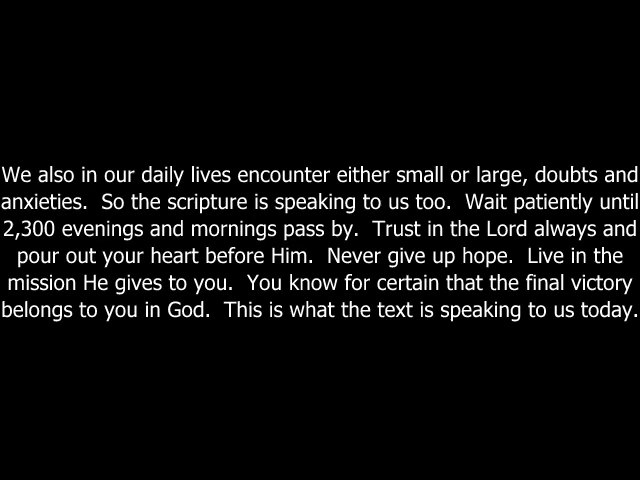 We also in our daily lives encounter either small or large, doubts and
anxieties.  So the scripture is speaking to us too.  Wait patiently until
2,300 evenings and mornings pass by.  Trust in the Lord always and
pour out your heart before Him.  Never give up hope.  Live in the
mission He gives to you.  You know for certain that the final victory
belongs to you in God.  This is what the text is speaking to us today.